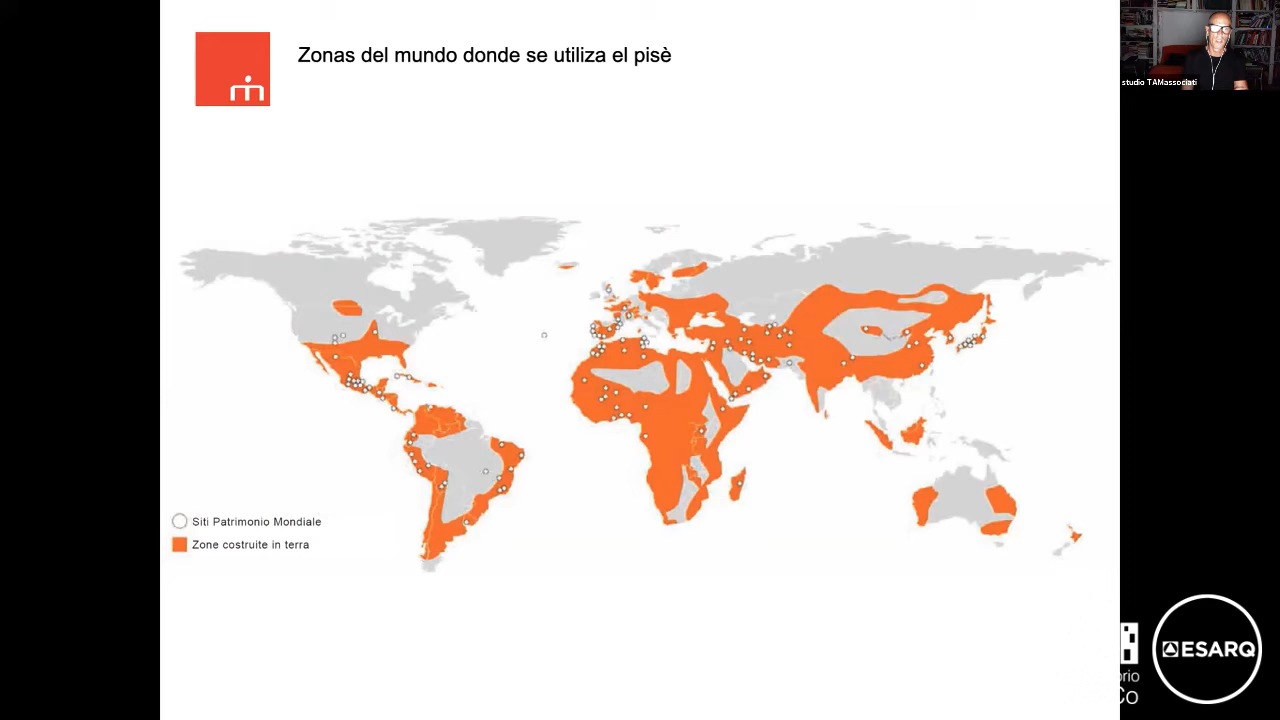 Zonas del mundo donde se utiliza el pisè
studio TAMassociati
Siti Patrimonio Mondiale
Zone costruite in terra
ESARQ